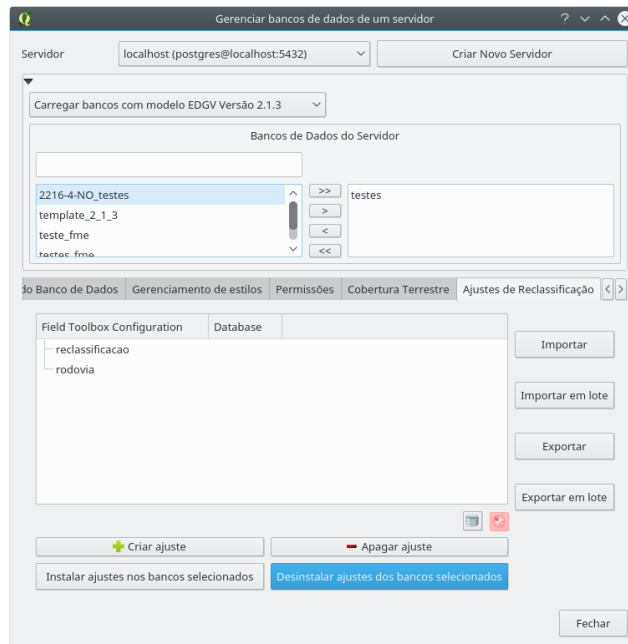 Gerenciar bancos de dados de um servidor
Servidor
localhost (postgres@localhost:5432)
Criar Novo Servidor
Carregar bancos com modelo EDGV Versão 2.1.3
Bancos de Dados do Servidor
2216-4-NO_testes
template_2_1_3
teste_fme
testes_fme
>>
>
<
<<
testes
do Banco de Dados
Gerenciamento de estilos
Permissões
Cobertura Terrestre
Ajustes de Reclassificação
Field Toolbox Configuration
Database
reclassificacao
rodovia
Importar
Importar em lote
Exportar
Exportar em lote
Criar ajuste
Apagar ajuste
Instalar ajustes nos bancos selecionados
Desinstalar ajustes dos bancos selecionados
Fechar